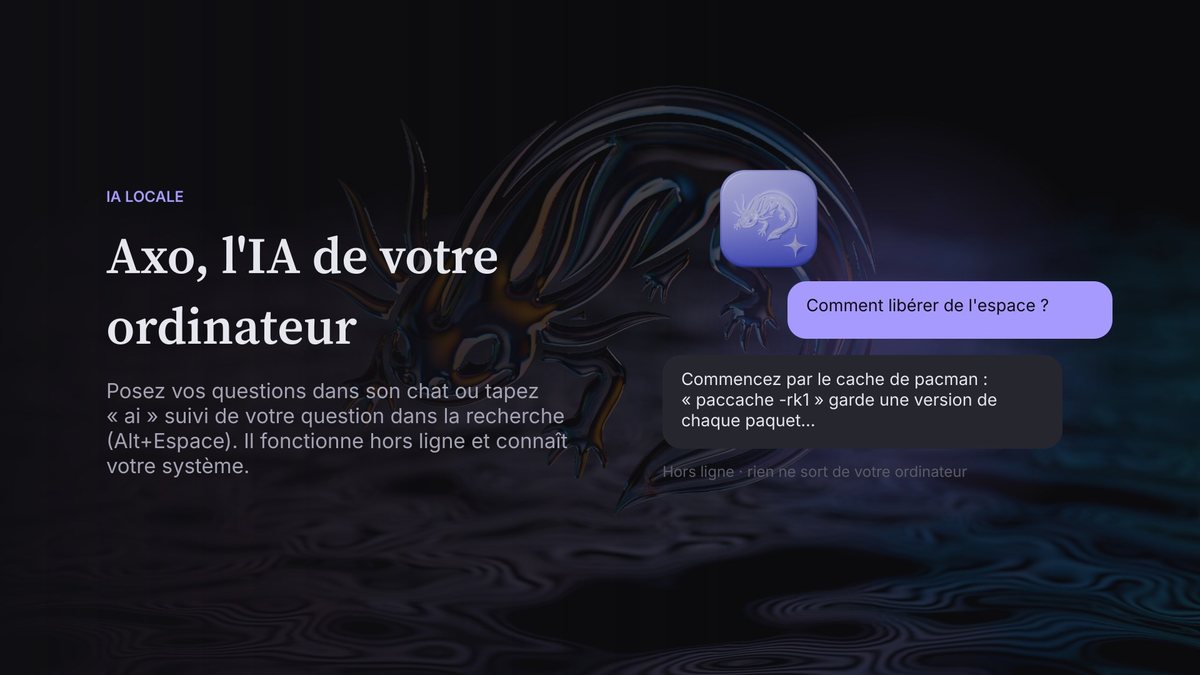 IA LOCALE
Axo, l'IA de votre
ordinateur
Posez vos questions dans son chat ou tapez
« ai » suivi de votre question dans la recherche
(Alt+Espace). Il fonctionne hors ligne et connaît
votre système.
Comment libérer de l'espace ?
Commencez par le cache de pacman :
« paccache -rk1 » garde une version de
chaque paquet...
Hors ligne · rien ne sort de votre ordinateur